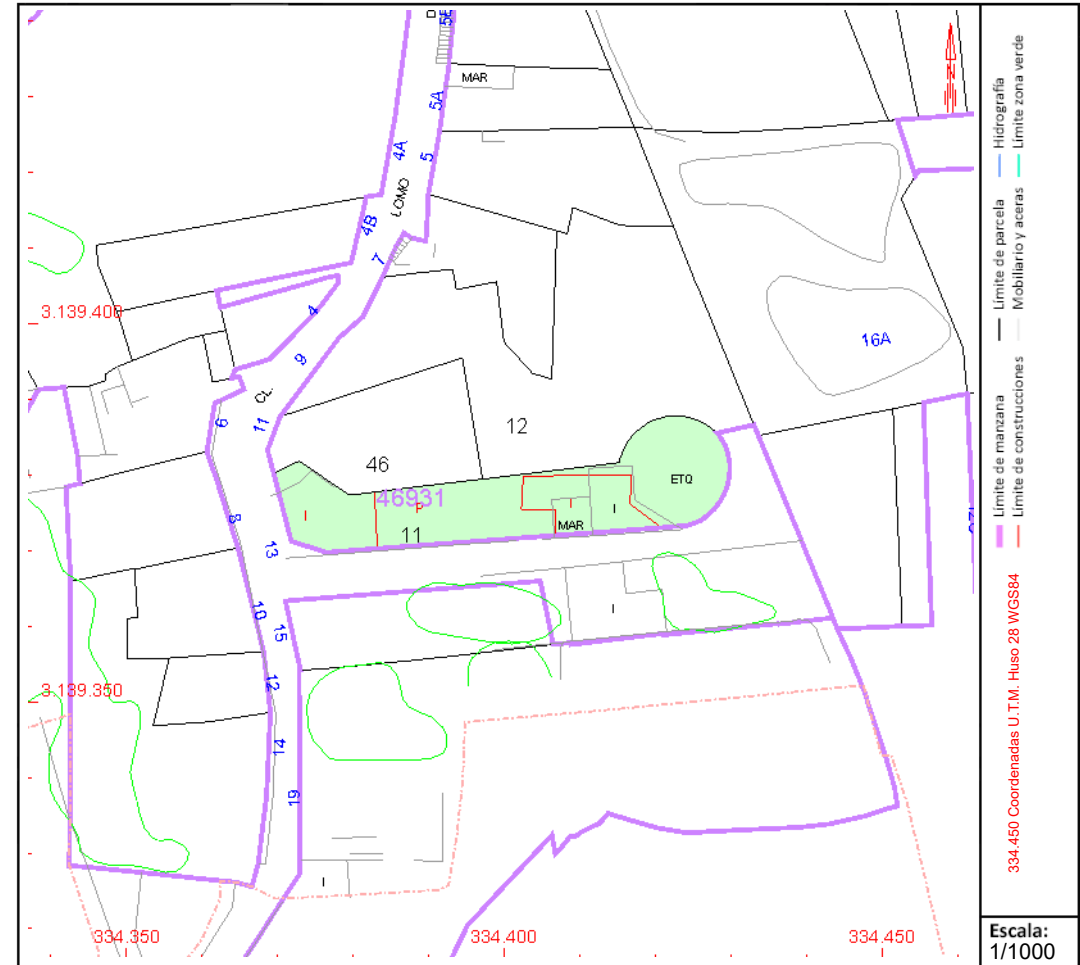 5B
MAR
5A
4A
5
LOMO
4B
7
4
3.139.400
9
16A
CL
6
11
12
46
ETQ
46931
I
P
I
I
11
MAR
8
13
10
15
I
12
3.139.350
14
19
I
334.350
334.400
334.450
Hidrografía
Límite zona verde
Límite de parcela
Mobiliario y aceras
Límite de manzana
Límite de construcciones
334.450 Coordenadas U.T.M. Huso 28 WGS84
Escala:
1/1000